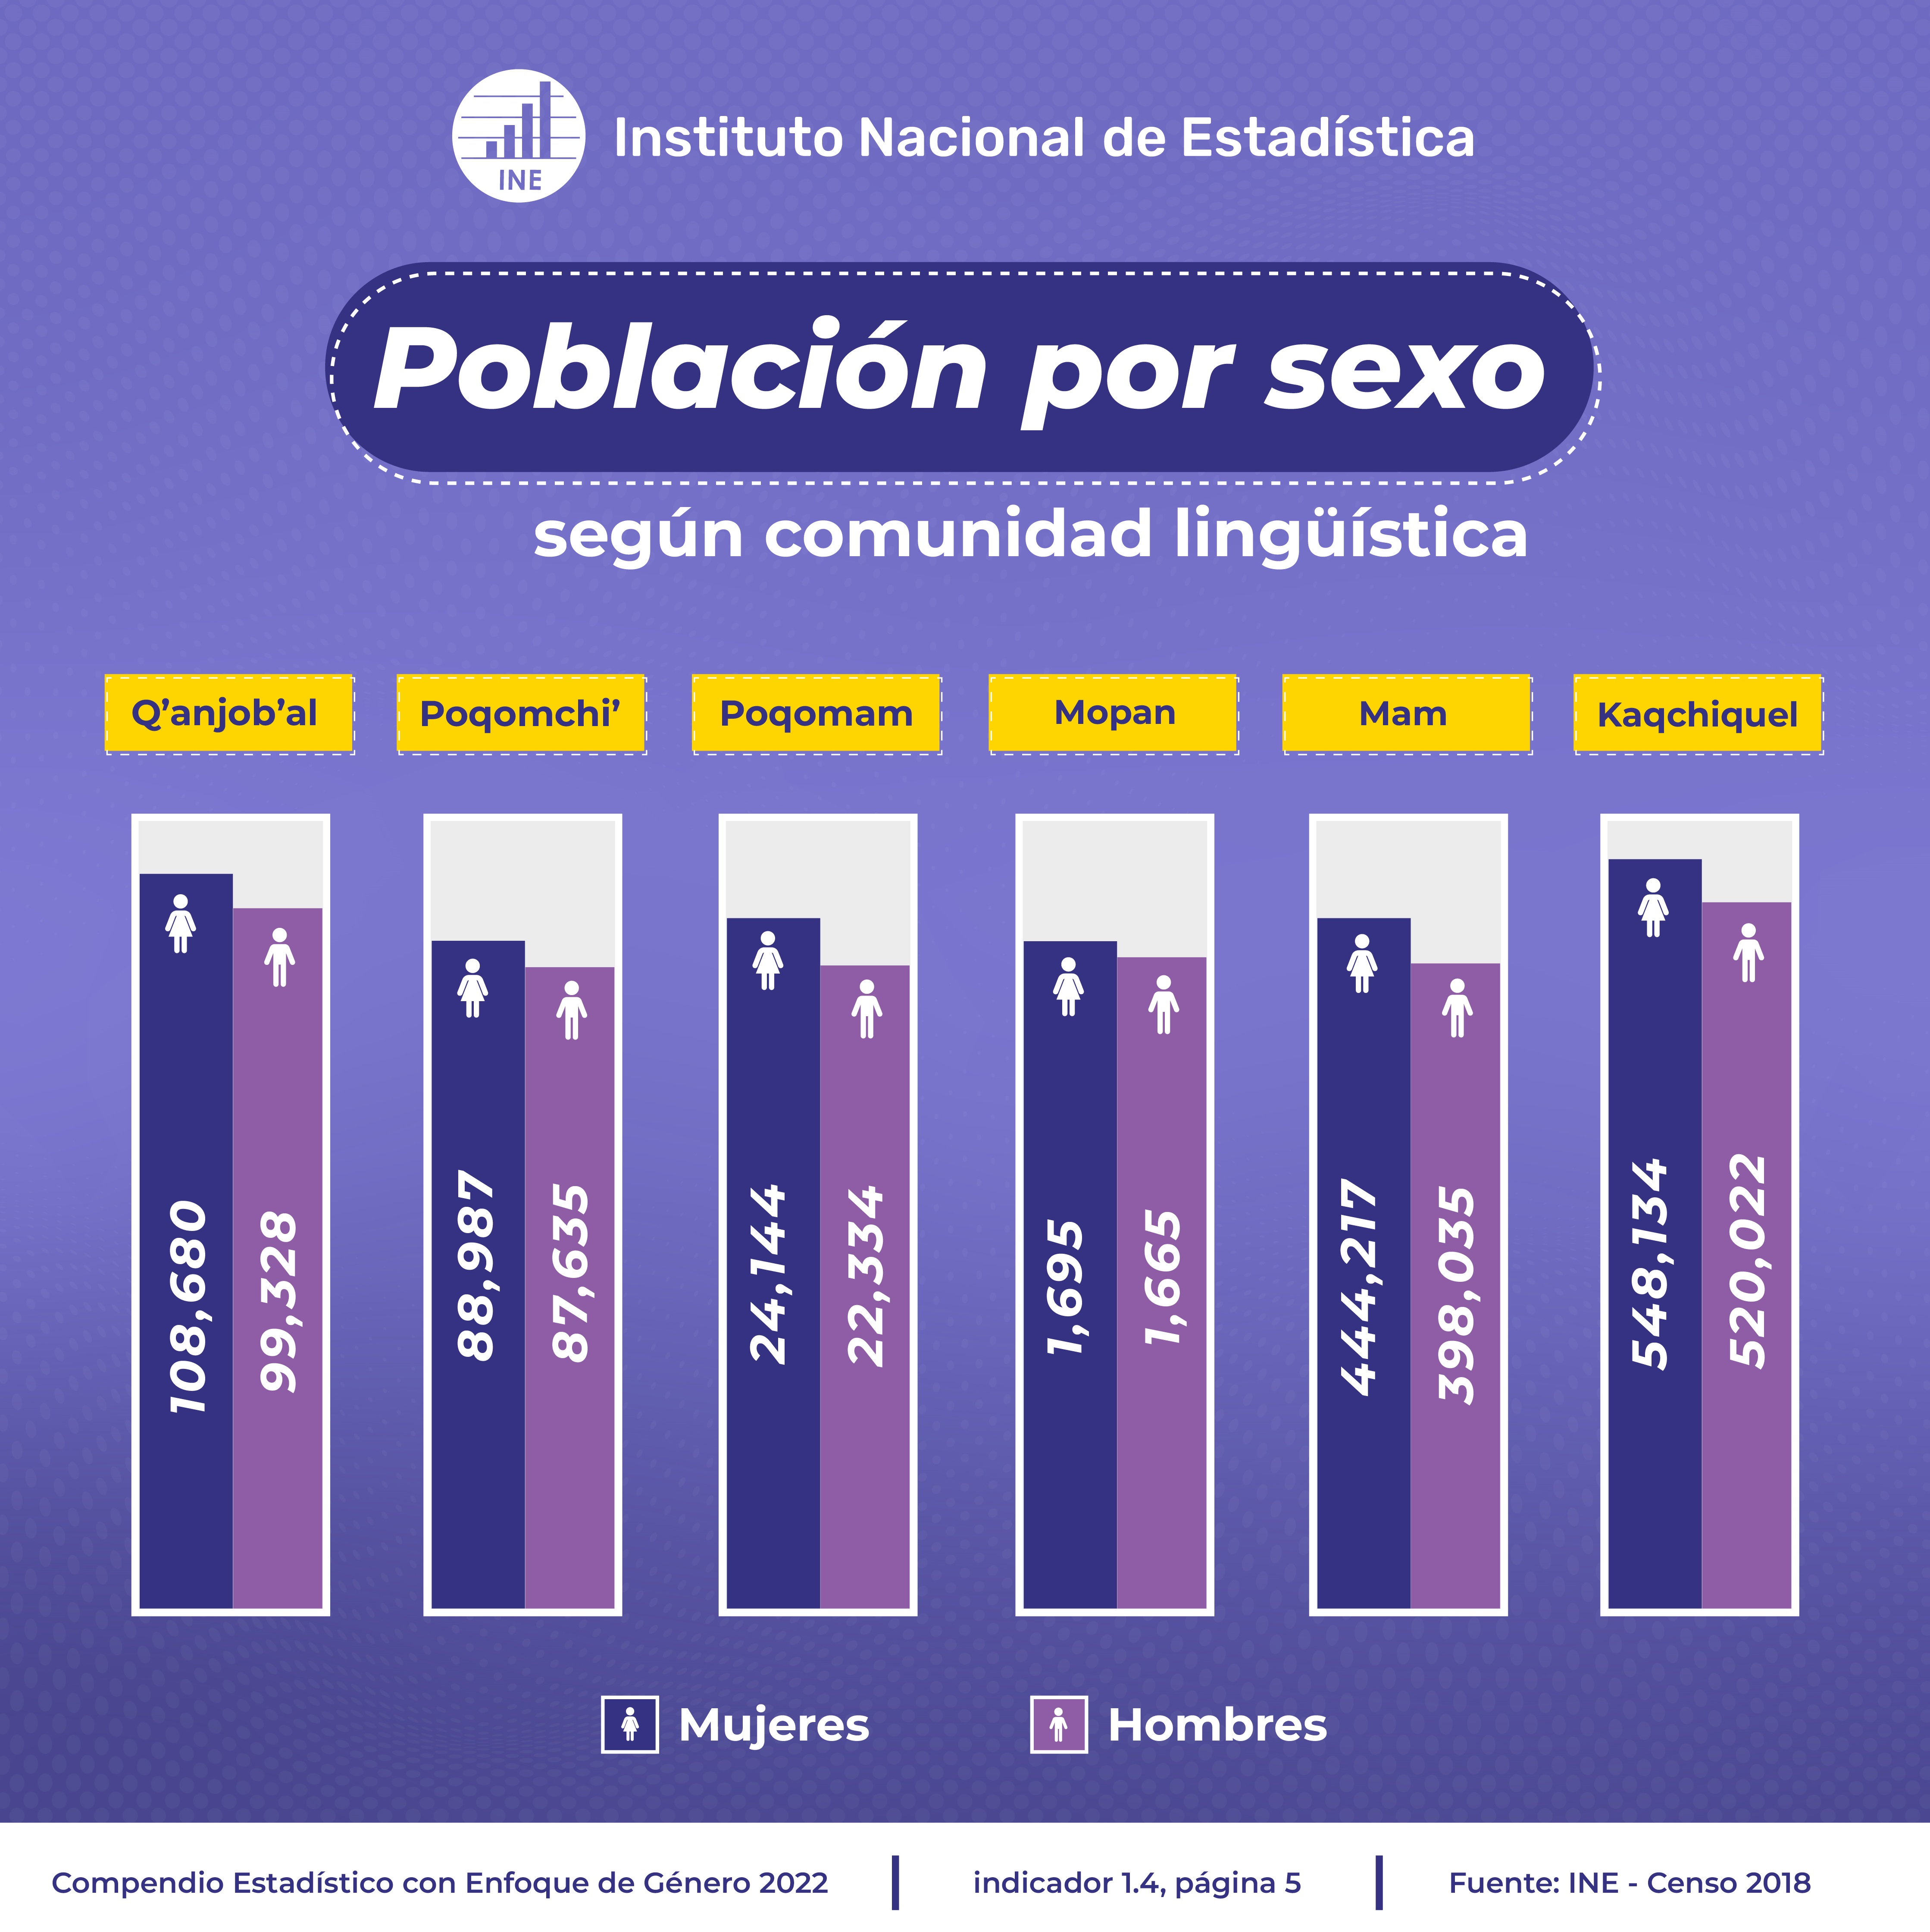 INE
Instituto Nacional de Estadística
Población por sexo
según comunidad lingüística
Q’anjob’al
Poqomchi’
Poqomam
Mopan
Mam
Kaqchiquel
108,680
99,328
88,987
87,635
24,144
22,334
1,695
1,665
444,217
398,035
548,134
520,022
Mujeres
Hombres
Compendio Estadístico con Enfoque de Género 2022
indicador 1.4, página 5
Fuente: INE - Censo 2018